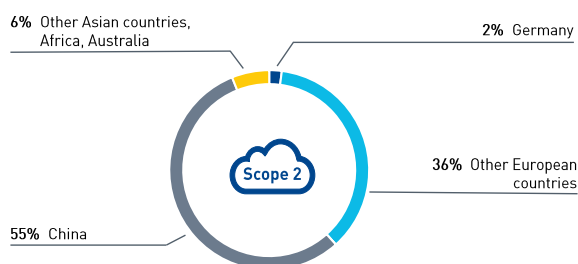 6% Other Asian countries,
Africa, Australia
2% Germany
Scope 2
36% Other European
countries
55% China